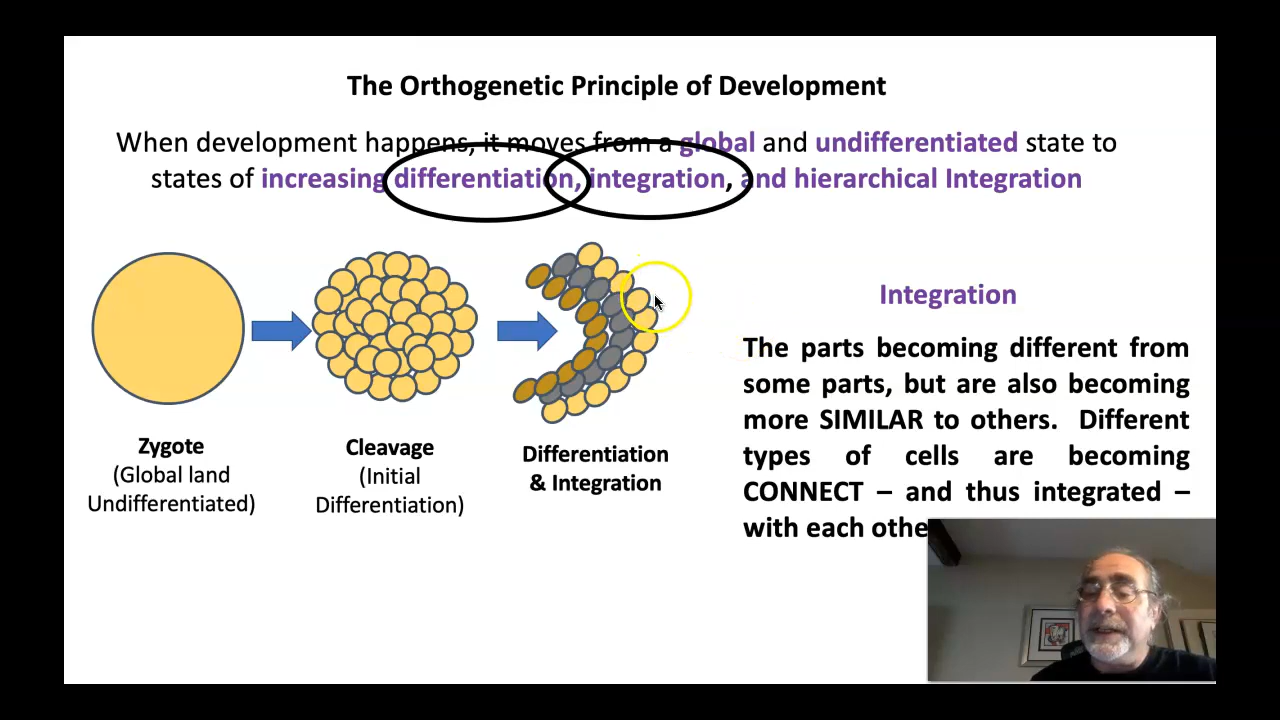 The Orthogenetic Principle of Development
When development happens, it moves from a global and undifferentiated state to
states of increasing differentiation, integration, and hierarchical Integration
Zygote
(Global land
Undifferentiated)
Cleavage
(Initial
Differentiation)
Differentiation
& Integration
Integration
The parts becoming different from
some parts, but are also becoming
more SIMILAR to others. Different
types of cells are becoming
CONNECT – and thus integrated –
with each othe